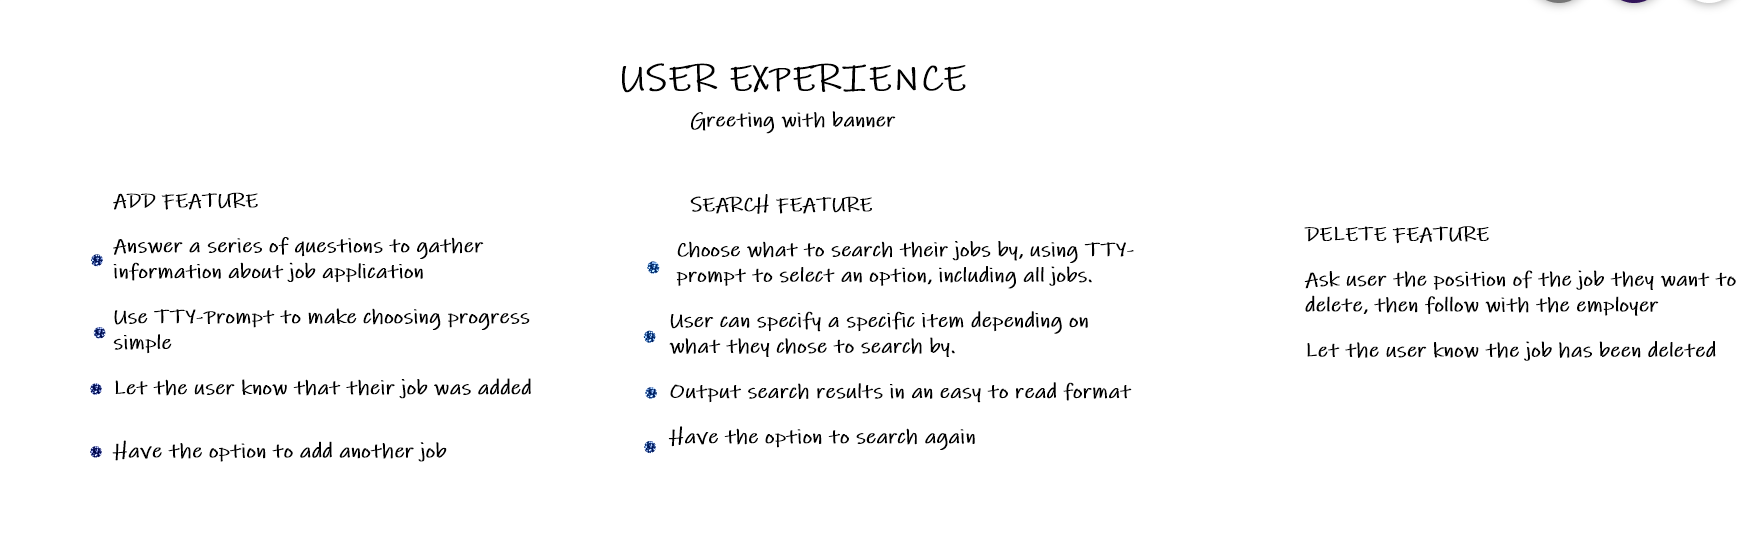 USER EXPERIENCE
Greeting with banner
ADD FEATURE
Answer a series of questions to gather
information about job application
Use TTY-Prompt to make choosing progress
simple
Let the user know that their job was added
Have the option to add another job
SEARCH FEATURE
Choose what to search their jobs by, using TTY-
prompt to select an option, including all jobs.
User can specify a specific item depending on
what they chose to search by.
Output search results in an easy to read format
Have the option to search again
DELETE FEATURE
Ask user the position of the job they want to
delete, then follow with the employer
Let the user know the job has been deleted